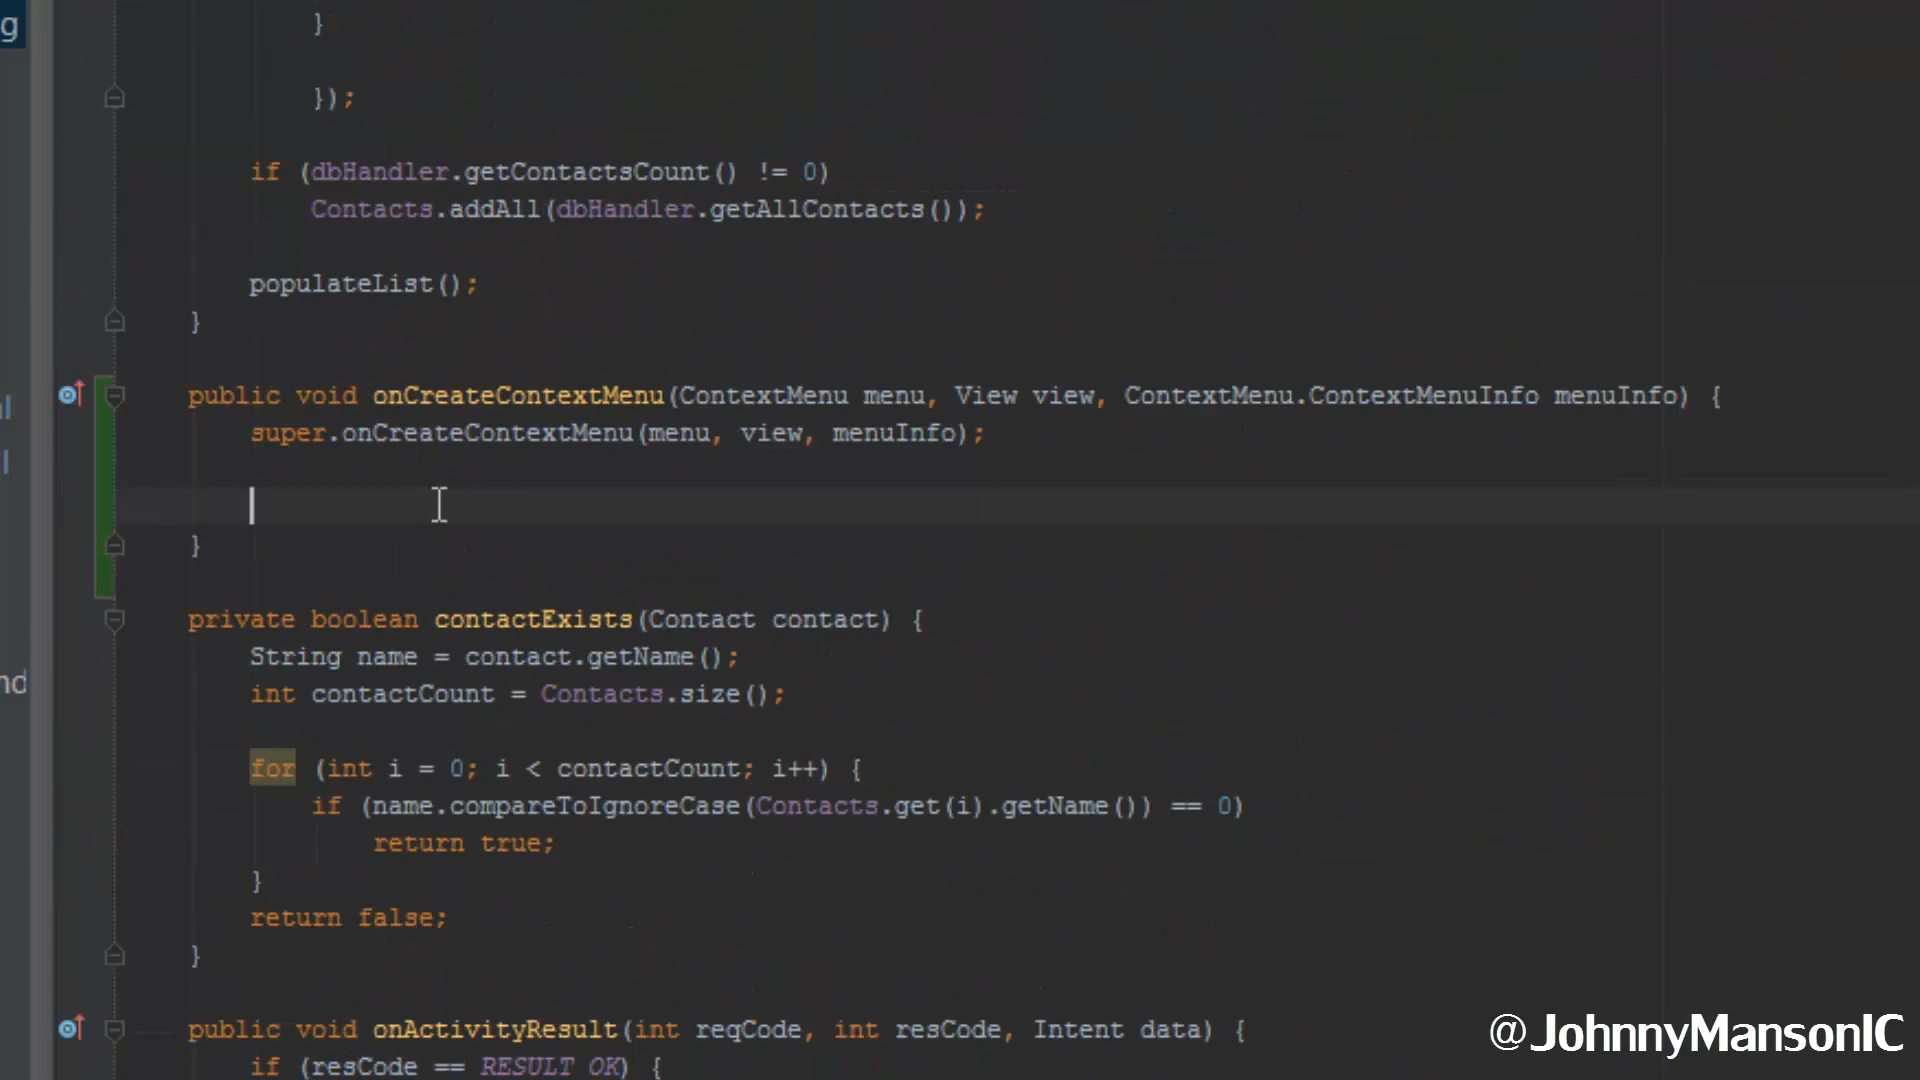 g
}
});
if (dbHandler.getContactsCount() != 0)
Contacts.addAll(dbHandler.getAllContacts());
populateList();
}
public void onCreateContextMenu(ContextMenu menu, View view, ContextMenu.ContextMenuInfo menuInfo) {
super.onCreateContextMenu(menu, view, menuInfo);
}
private boolean contactExists(Contact contact) {
String name = contact.getName();
int contactCount = Contacts.size();
for (int i = 0; i < contactCount; i++) {
if (name.compareToIgnoreCase(Contacts.get(i).getName()) == 0)
return true;
}
return false;
}
public void onActivityResult(int reqCode, int resCode, Intent data) {
if (resCode == RESULT_OK) {
@JohnnyMansonIC